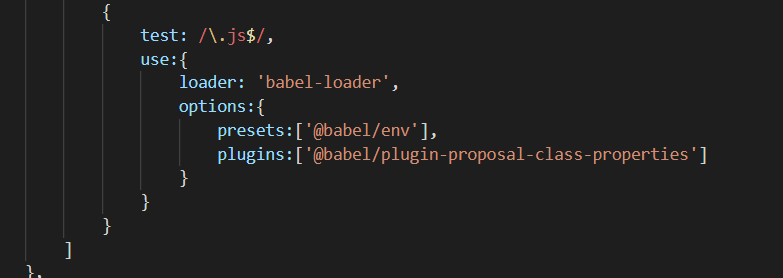 {
test: /\.js$/,
use:{
loader: 'babel-loader',
options:{
presets:['@babel/env'],
plugins:['@babel/plugin-proposal-class-properties']
}
}
}
]
},